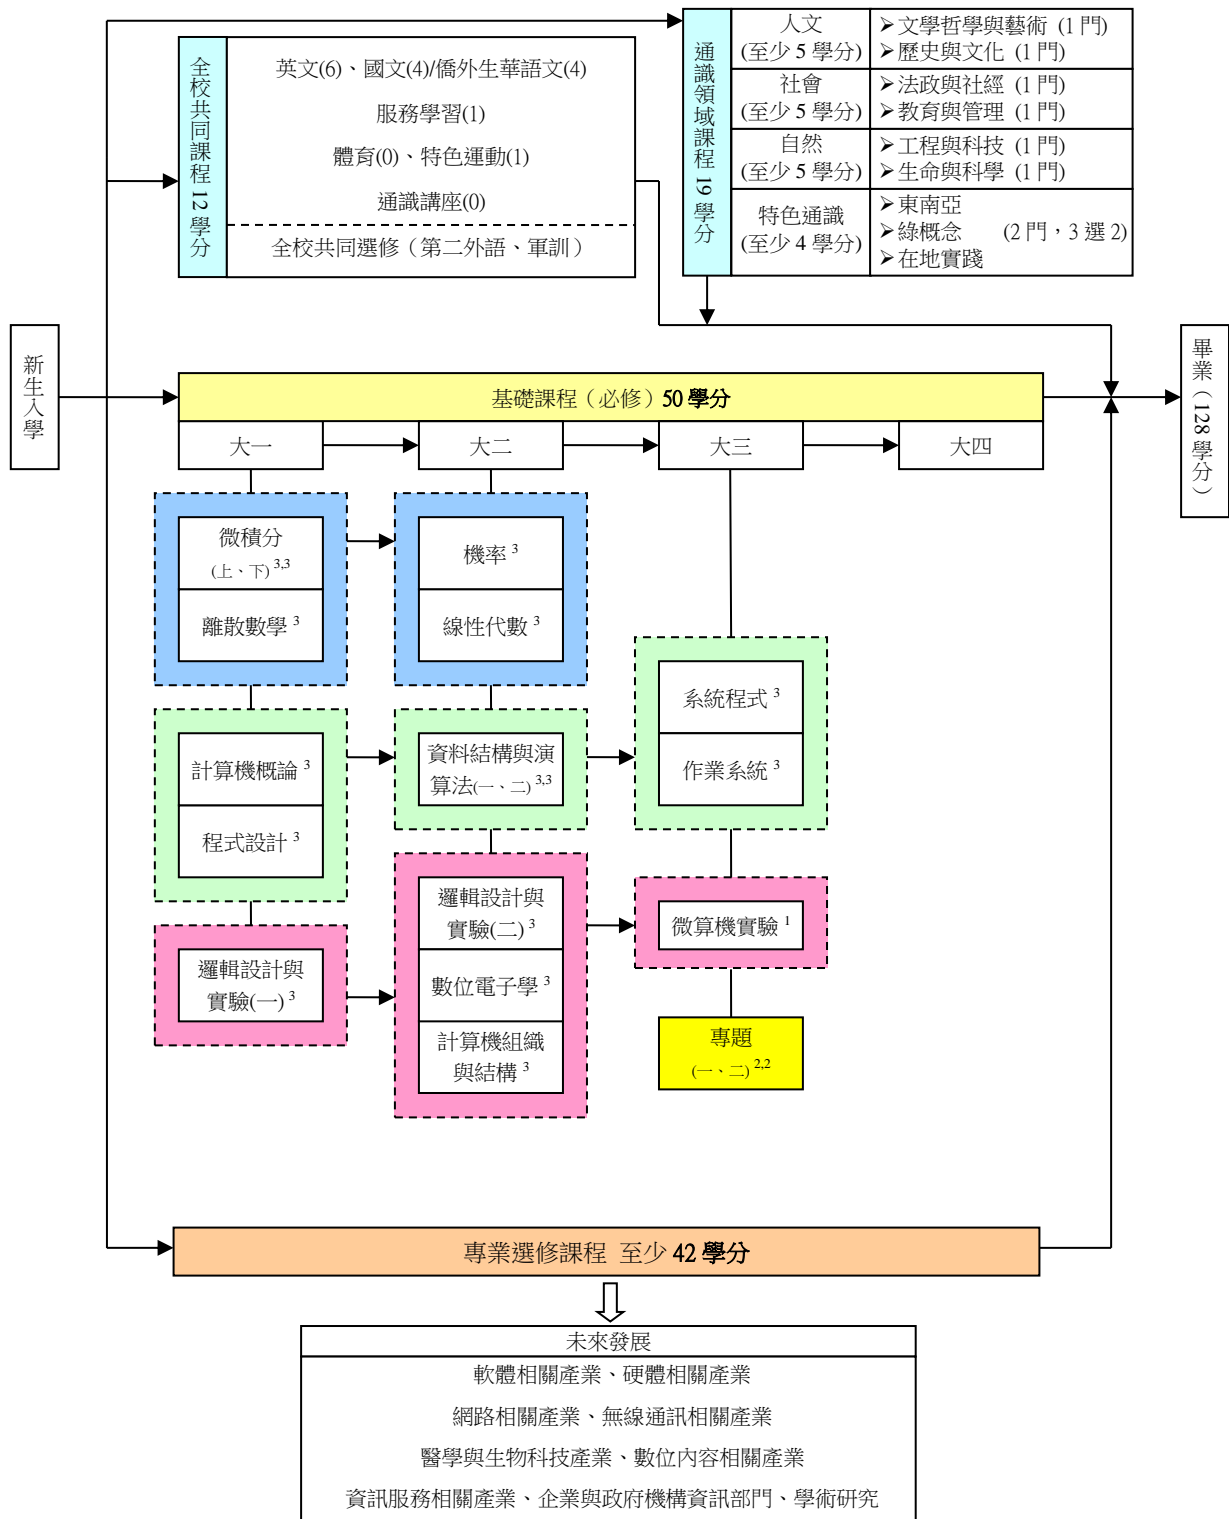 全校共同課程 12 學分
英文(6)、國文(4)/僑外生華語文(4)
服務學習(1)
體育(0)、特色運動(1)
通識講座(0)
全校共同選修（第二外語、軍訓）
通識領域課程 19 學分
人文
(至少 5 學分)
➢文學哲學與藝術 (1 門)
➢歷史與文化 (1 門)
社會
(至少 5 學分)
➢法政與社經 (1 門)
➢教育與管理 (1 門)
自然
(至少 5 學分)
➢工程與科技 (1 門)
➢生命與科學 (1 門)
特色通識
(至少 4 學分)
➢東南亞
➢綠概念 (2 門，3 選 2)
➢在地實踐
新生入學
畢業（128 學分）
基礎課程（必修）50 學分
大一
大二
大三
大四
微積分
(上、下) 3,3
離散數學 3
機率 3
線性代數 3
計算機概論 3
程式設計 3
資料結構與演
算法(一、二) 3,3
系統程式 3
作業系統 3
邏輯設計與
實驗(一) 3
邏輯設計與
實驗(二) 3
數位電子學 3
計算機組織
與結構 3
微算機實驗 1
專題
(一、二) 2,2
專業選修課程 至少 42 學分
未來發展
軟體相關產業、硬體相關產業
網路相關產業、無線通訊相關產業
醫學與生物科技產業、數位內容相關產業
資訊服務相關產業、企業與政府機構資訊部門、學術研究